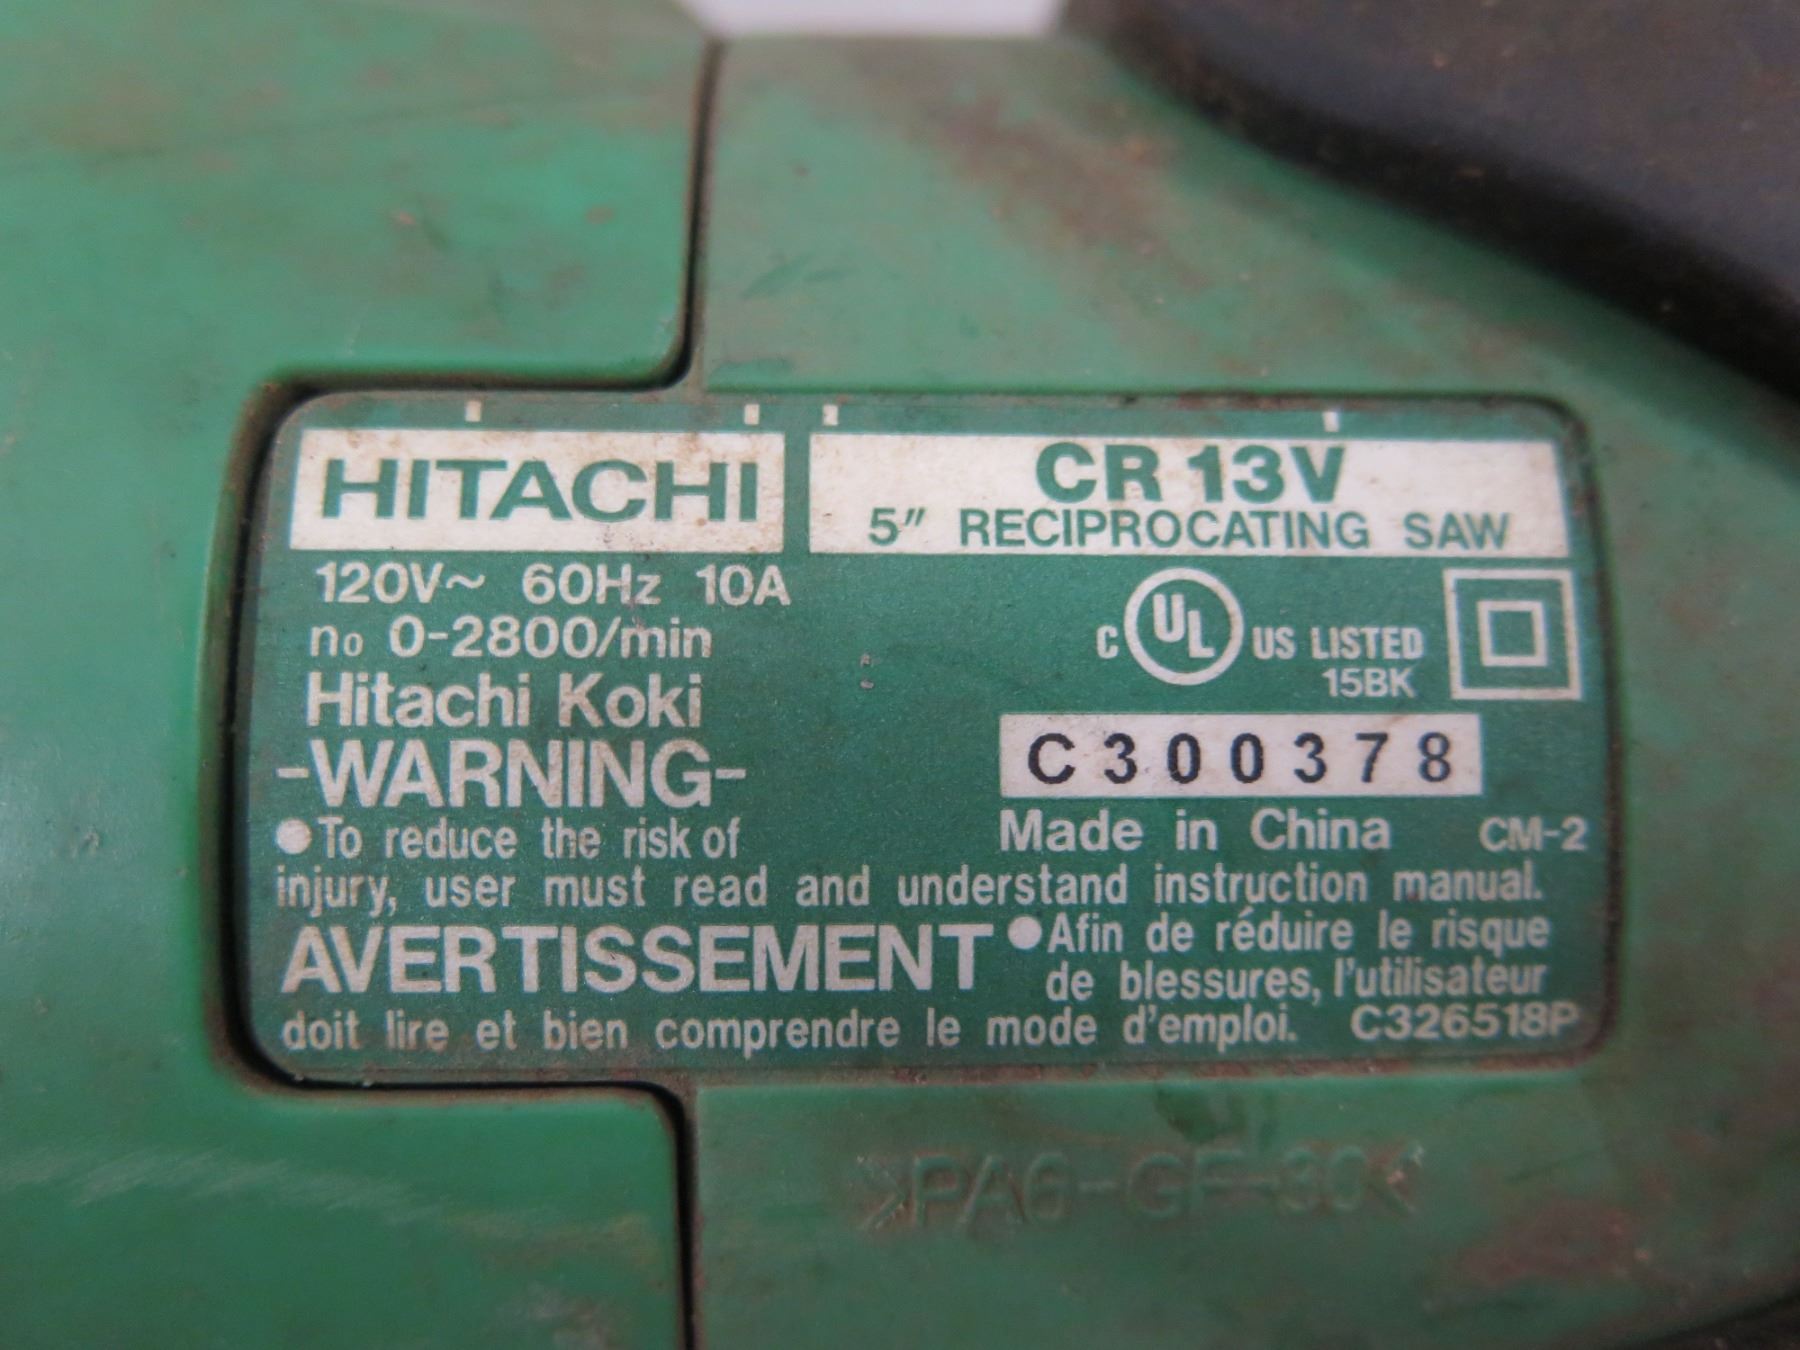 HITACHI
CR 13V
5" RECIPROCATING SAW
120V~ 60Hz 10A
no 0-2800/min
Hitachi Koki
C UL US LISTED
15BK
C300378
Made in China CM-2
-WARNING-
●To reduce the risk of
injury, user must read and understand instruction manual.
AVERTISSEMENT ●Afin de réduire le risque
de blessures, l'utilisateur
doit lire et bien comprendre le mode d'emploi. C326518P
>PA6-GF-30<